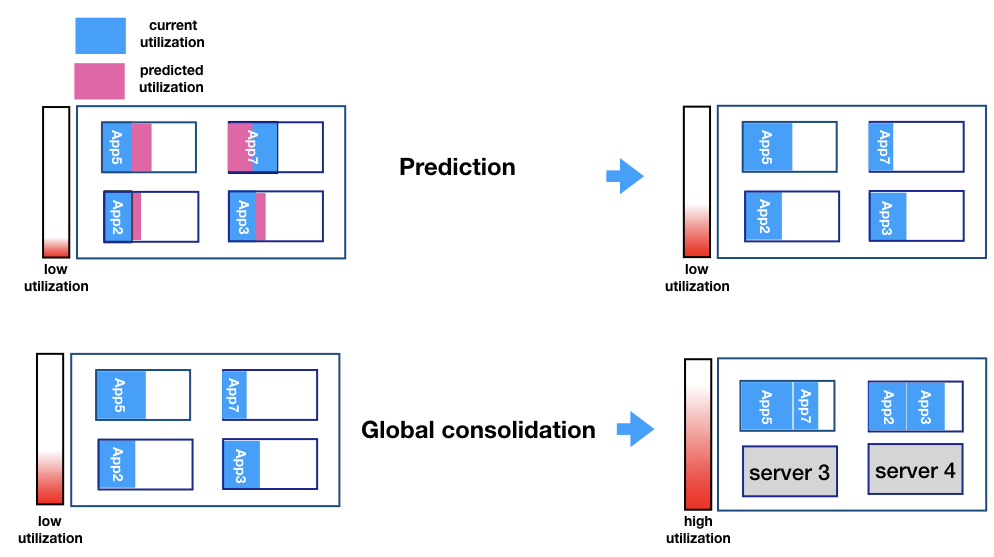 current
utilization
predicted
utilization
App5
App7
App2
App3
low
utilization
Prediction
App5
App7
App2
App3
low
utilization
App5
App7
App2
App3
low
utilization
Global consolidation
App5
App7
App2
App3
server 3
server 4
high
utilization